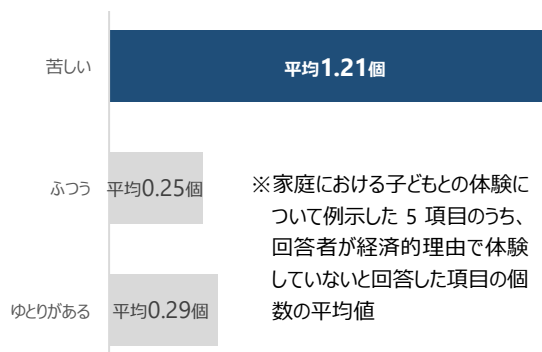 苦しい
平均1.21個
ふつう
平均0.25個
※家庭における子どもとの体験に
ついて例示した 5 項目のうち、
回答者が経済的理由で体験
していないと回答した項目の個
数の平均値
ゆとりがある
平均0.29個